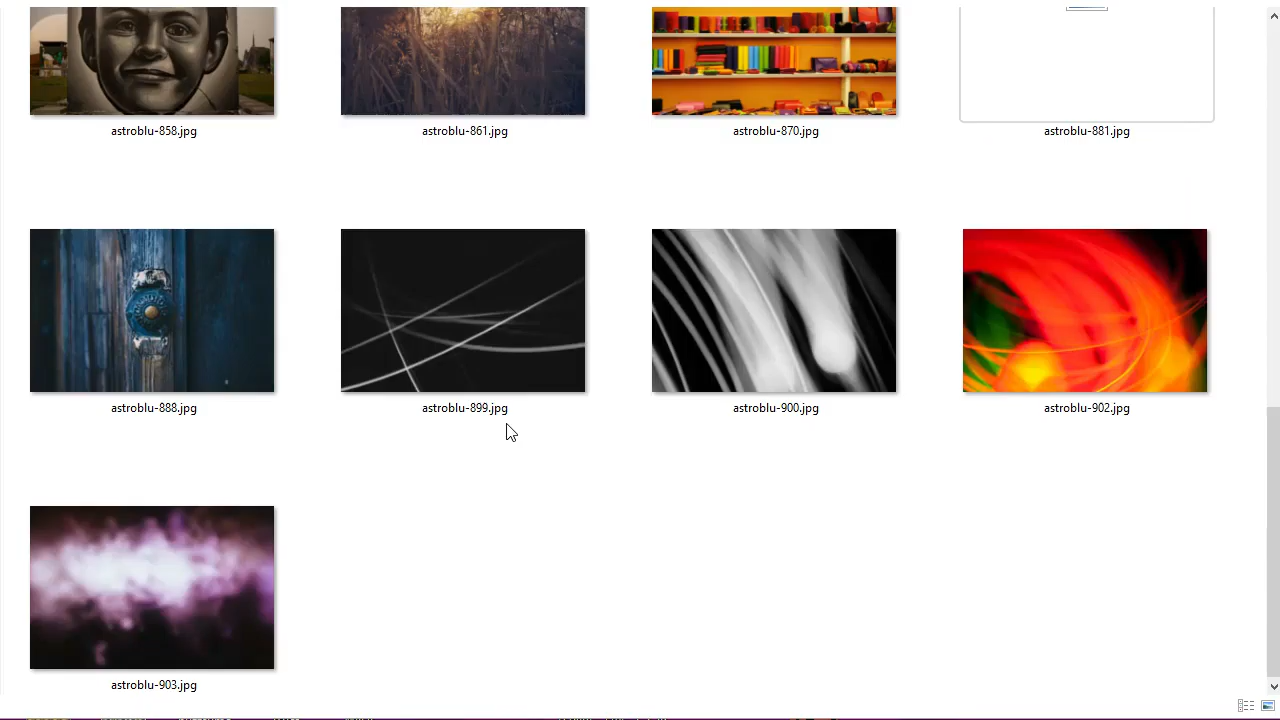 astroblu-858.jpg
astroblu-861.jpg
astroblu-870.jpg
astroblu-881.jpg
astroblu-888.jpg
astroblu-899.jpg
astroblu-900.jpg
astroblu-902.jpg
astroblu-903.jpg